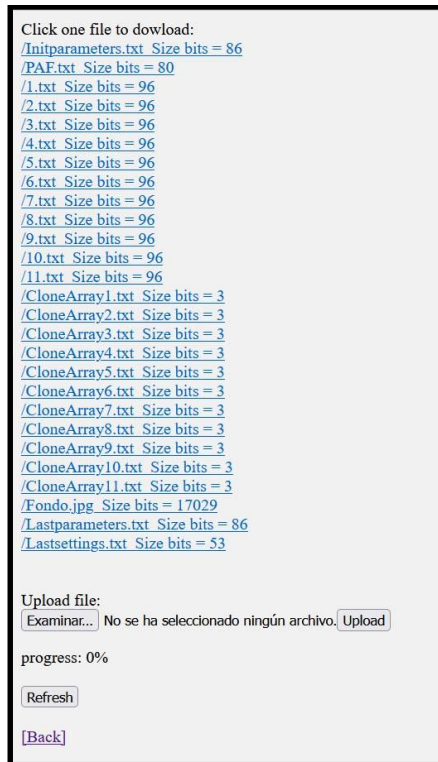 Click one file to dowload:
/Initparameters.txt Size bits = 86
/PAF.txt Size bits = 80
/1.txt Size bits = 96
/2.txt Size bits = 96
/3.txt Size bits = 96
/4.txt Size bits = 96
/5.txt Size bits = 96
/6.txt Size bits = 96
/7.txt Size bits = 96
/8.txt Size bits = 96
/9.txt Size bits = 96
/10.txt Size bits = 96
/11.txt Size bits = 96
/CloneArray1.txt Size bits = 3
/CloneArray2.txt Size bits = 3
/CloneArray3.txt Size bits = 3
/CloneArray4.txt Size bits = 3
/CloneArray5.txt Size bits = 3
/CloneArray6.txt Size bits = 3
/CloneArray7.txt Size bits = 3
/CloneArray8.txt Size bits = 3
/CloneArray9.txt Size bits = 3
/CloneArray10.txt Size bits = 3
/CloneArray11.txt Size bits = 3
/Fondo.jpg Size bits = 17029
/Lastparameters.txt Size bits = 86
/Lastsettings.txt Size bits = 53
Upload file:
Examinar... No se ha seleccionado ningún archivo. Upload
progress: 0%
Refresh
[Back]